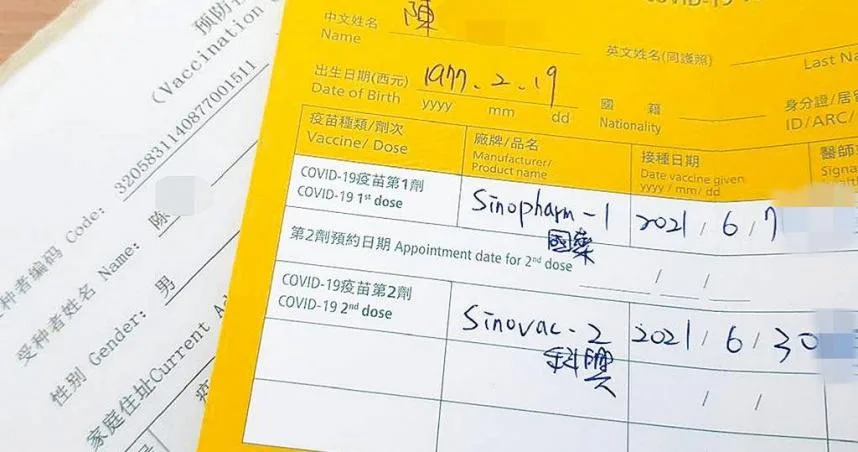 预防
(Vaccination
种者编码 Code: 3205831140877001511
受种者姓名 Name: 陈
性别 Gender: 男
家庭住址Current A
COVID-19
中文姓名 陳
Name
英文姓名(同護照)
Last Na
出生日期(西元) 1977.2.19
Date of Birth yyyy mm dd
國籍
Nationality
身分證/居留
ID/ARC/
疫苗種類/劑次
Vaccine/ Dose
廠牌/品名
Manufacturer/
Product name
接種日期
Date vaccine given
yyyy / mm/ dd
醫師
Signa
COVID-19疫苗第1劑
COVID-19 1st dose
Sinopharm-1
國藥
2021 / 6 / 7
第2劑預約日期 Appointment date for 2nd dose / /
COVID-19疫苗第2劑
COVID-19 2nd dose
Sinovac-2
科興
2021 / 6 / 30
/ /